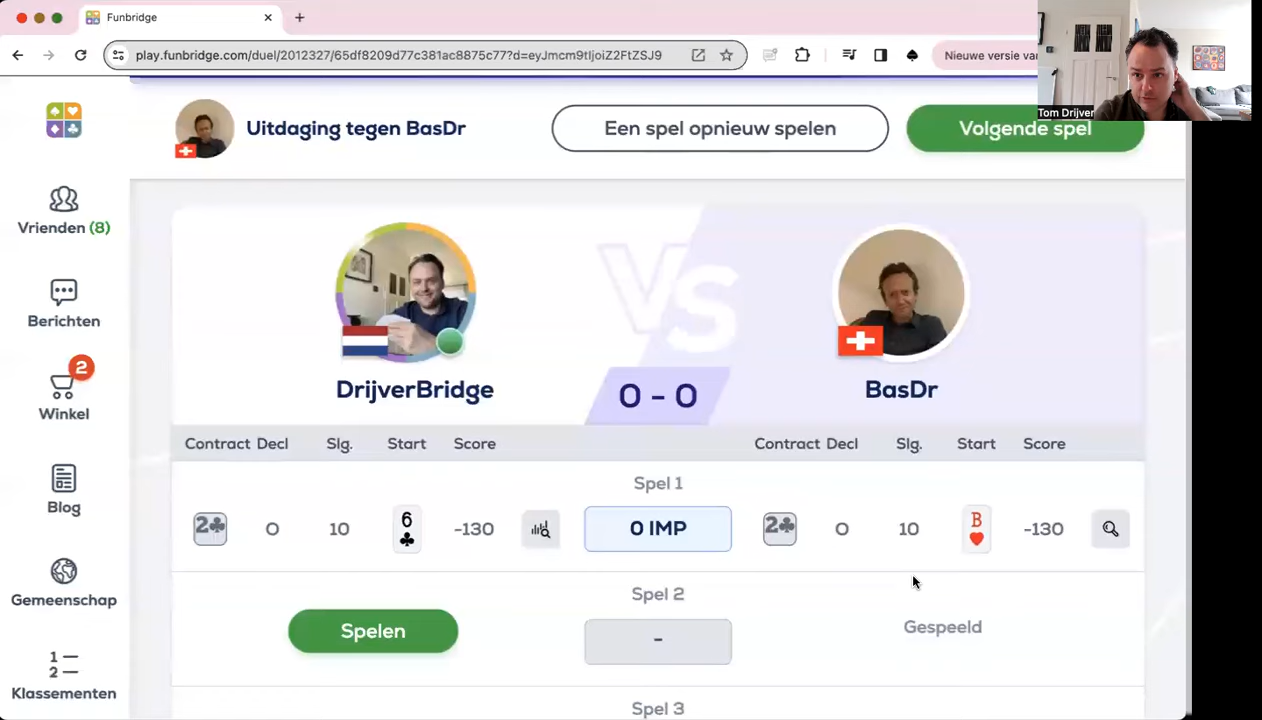 Funbridge
play.funbridge.com/duel/2012327/65df8209d77c381ac8875c77?d=eyJmcm9tIjoiZ2FtZSJ9
Nieuwe versie van
Tom Drijver
Uitdaging tegen BasDr
Een spel opnieuw spelen
Volgende spel
Vrienden (8)
Berichten
2
Winkel
Blog
Gemeenschap
1
2
Klassementen
VS
DrijverBridge
0 - 0
BasDr
Contract Decl Slg. Start Score
Contract Decl Slg. Start Score
Spel 1
2♣ O 10 6♣ -130
0 IMP
2♣ O 10 B♥ -130
Spel 2
Spelen
-
Gespeeld
Spel 3